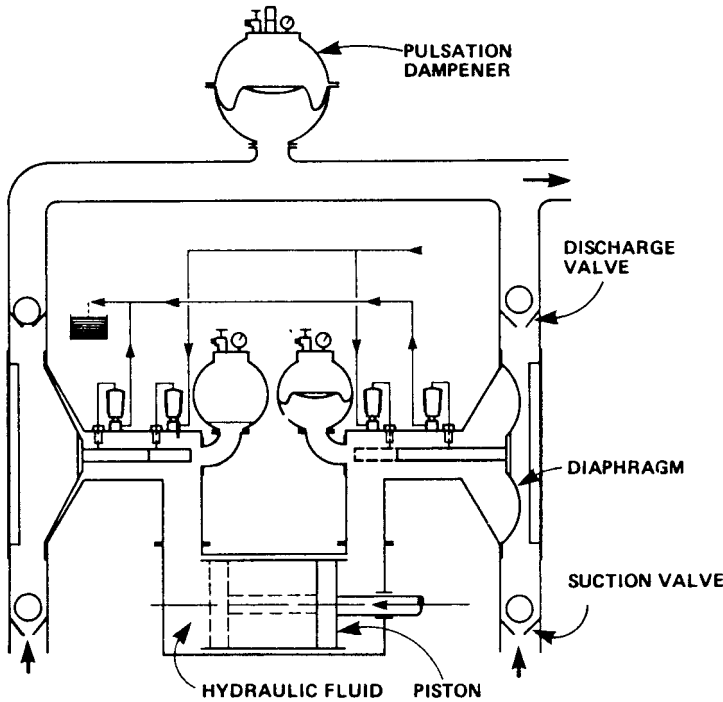 PULSATION
DAMPENER
DISCHARGE
VALVE
DIAPHRAGM
SUCTION VALVE
HYDRAULIC FLUID
PISTON